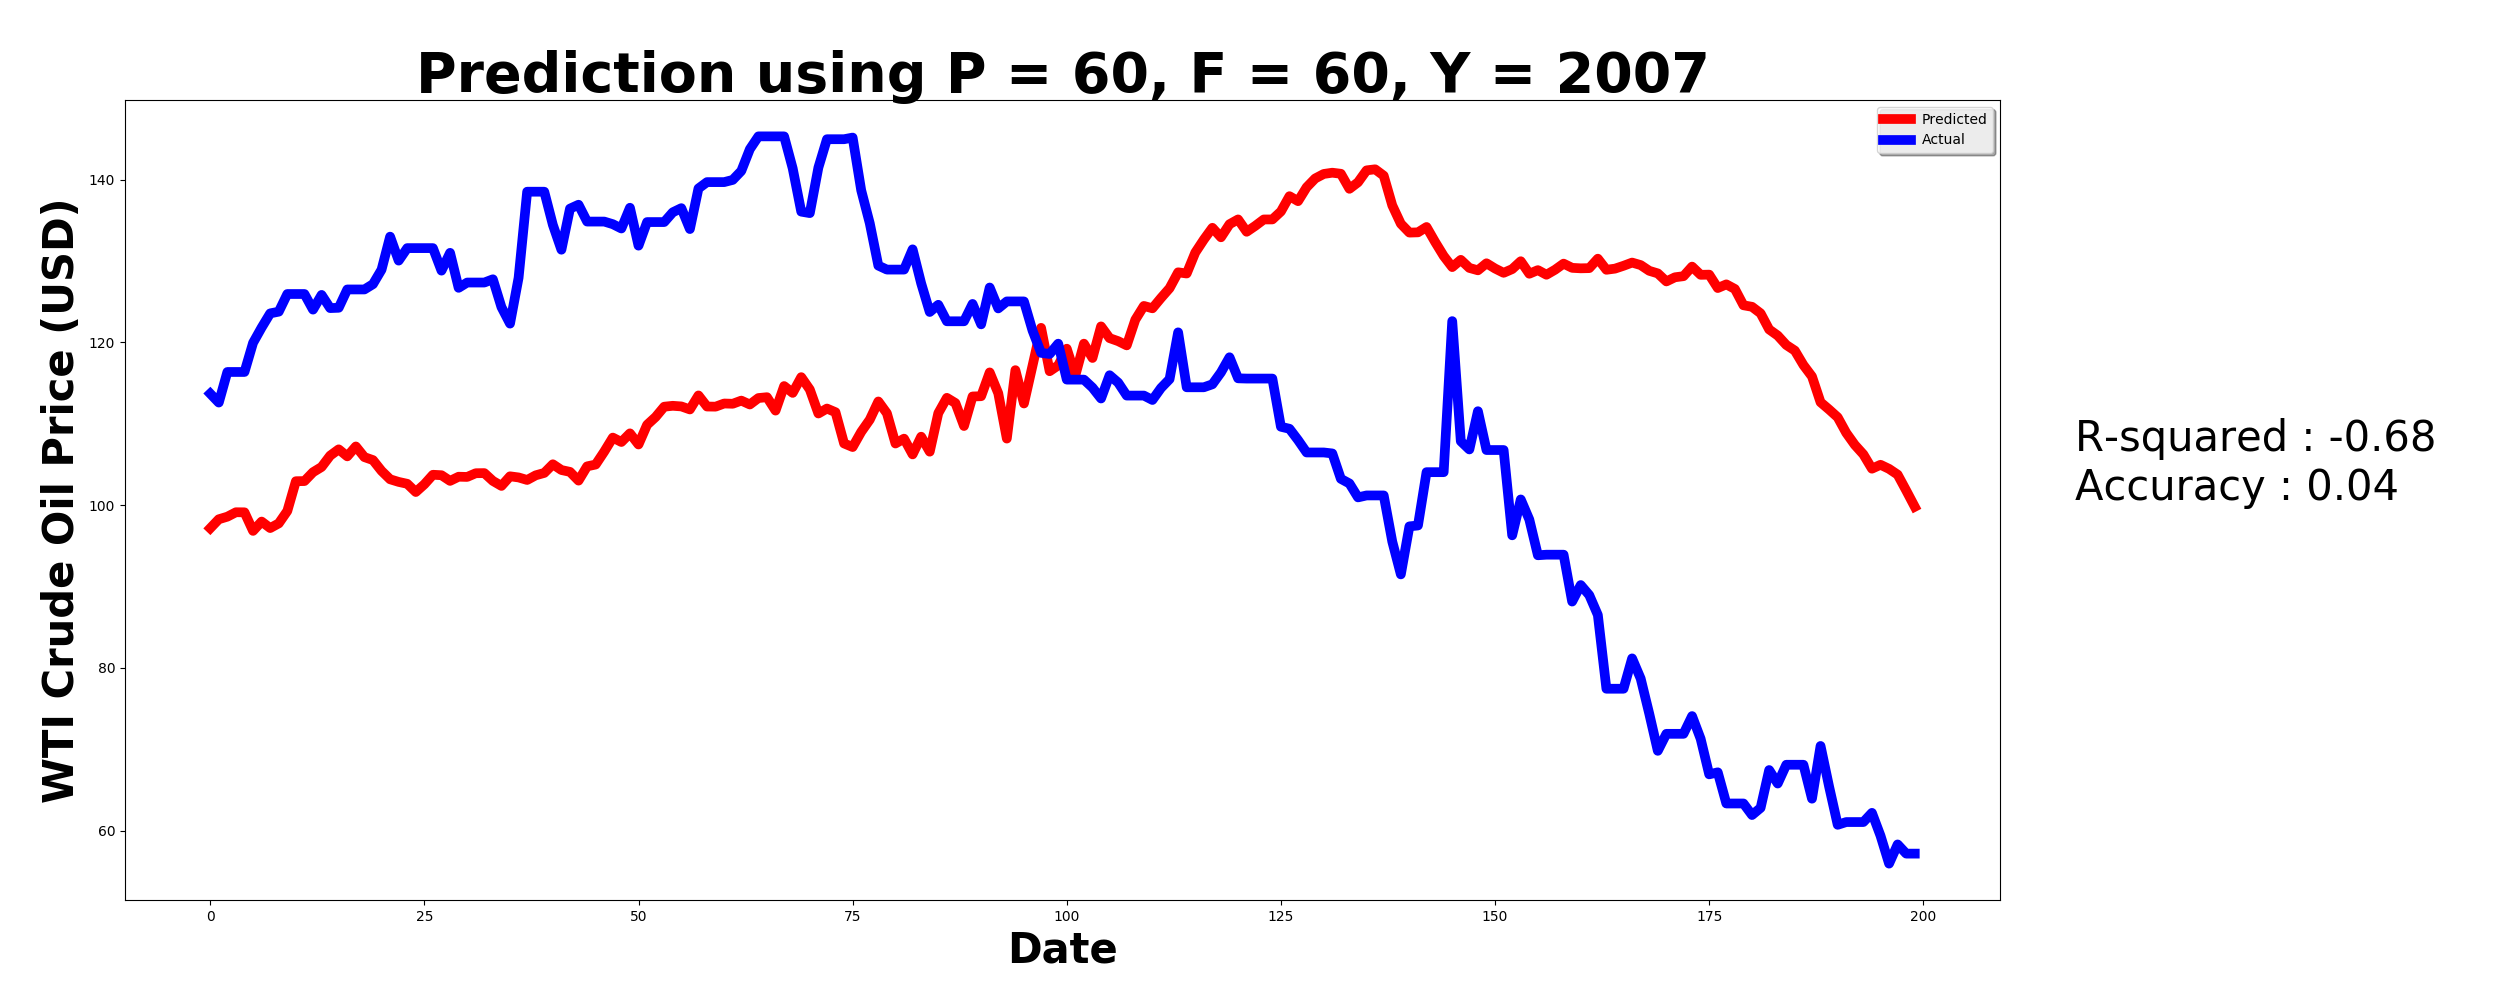 Prediction using P = 60, F = 60, Y = 2007
Predicted
Actual
WTI Crude Oil Price (USD)
140
120
100
80
60
R-squared : -0.68
Accuracy : 0.04
0 25 50 75 100 125 150 175 200
Date